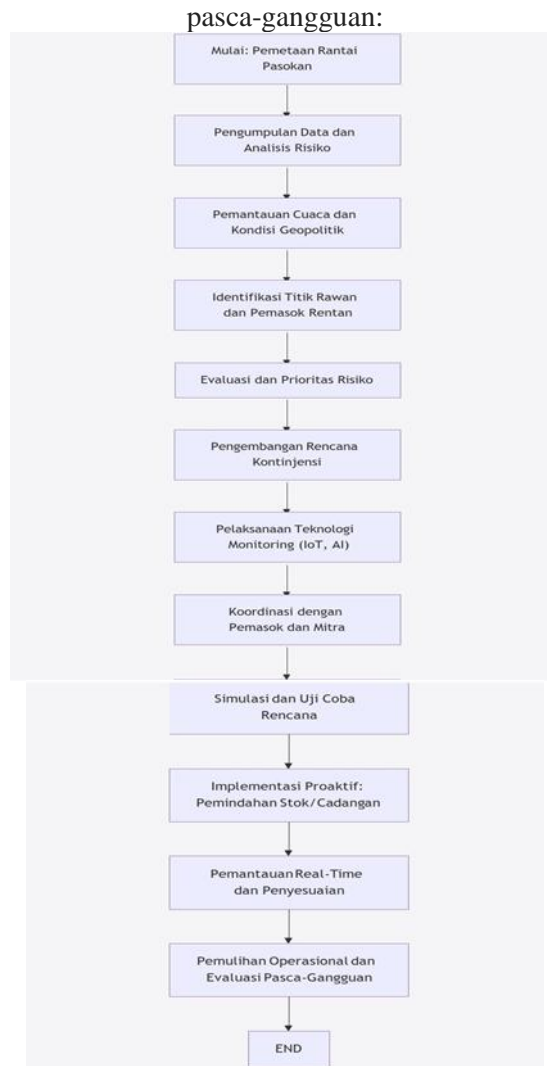 pasca-gangguan:
Mulai: Pemetaan Rantai
Pasokan
Pengumpulan Data dan
Analisis Risiko
Pemantauan Cuaca dan
Kondisi Geopolitik
Identifikasi Titik Rawan
dan Pemasok Rentan
Evaluasi dan Prioritas Risiko
Pengembangan Rencana
Kontinjensi
Pelaksanaan Teknologi
Monitoring (IoT, AI)
Koordinasi dengan
Pemasok dan Mitra
Simulasi dan Uji Coba
Rencana
Implementasi Proaktif:
Pemindahan Stok/Cadangan
Pemantauan Real-Time
dan Penyesuaian
Pemulihan Operasional dan
Evaluasi Pasca-Gangguan
END